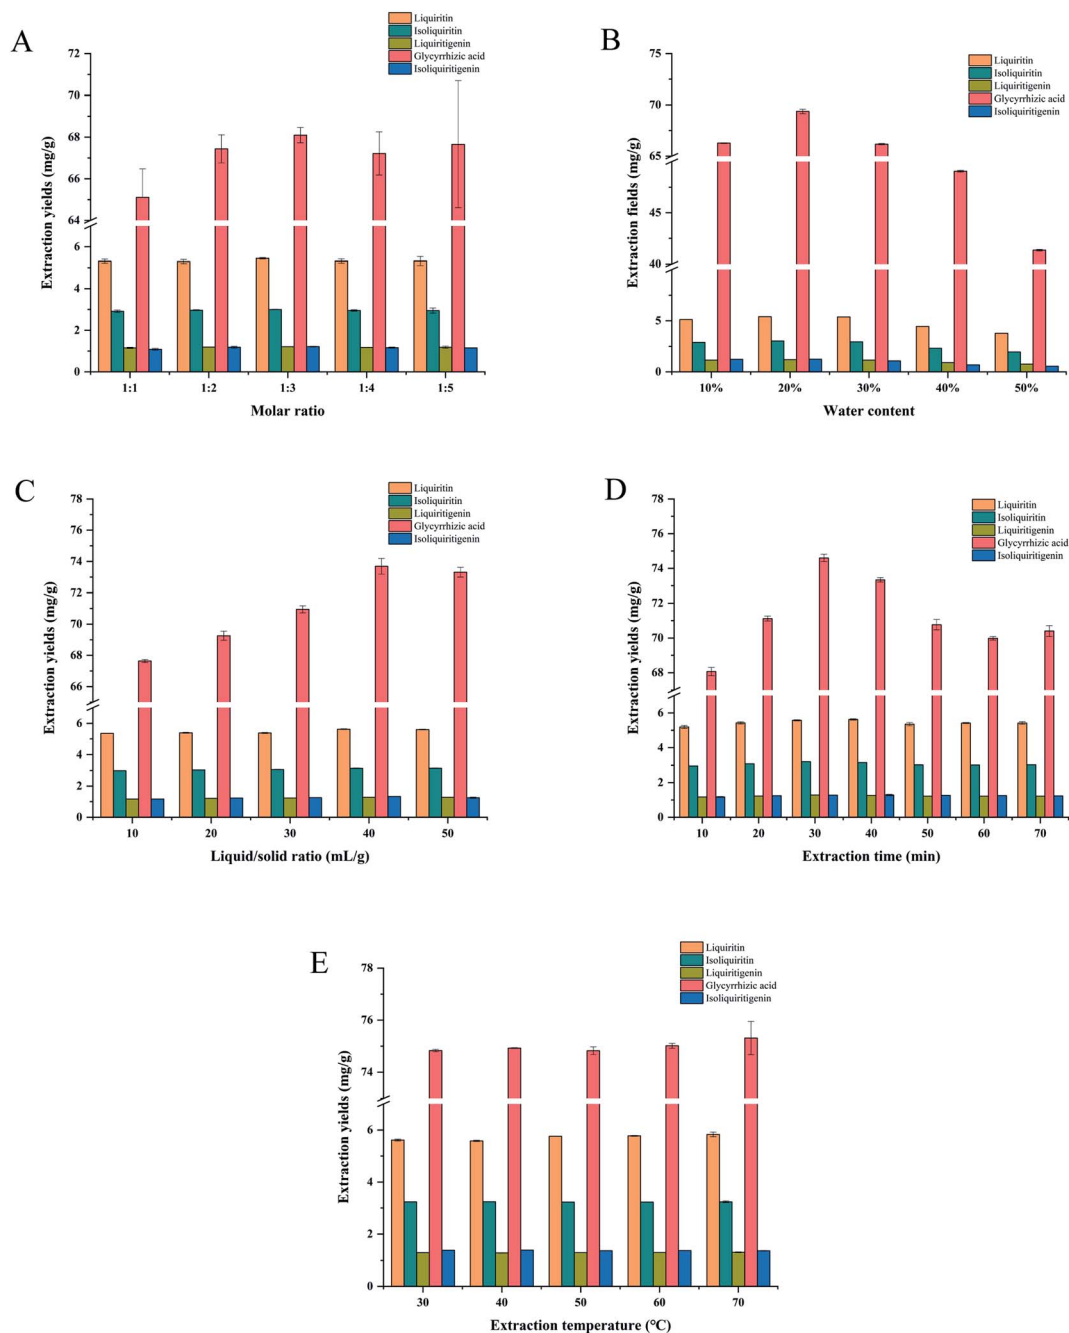 A
Liquiritin
Isoliquiritin
Liquiritigenin
Glycyrrhizic acid
Isoliquiritigenin
Extraction yields (mg/g)
72
70
68
66
64
6
4
2
0
1:1 1:2 1:3 1:4 1:5
Molar ratio
B
Liquiritin
Isoliquiritin
Liquiritigenin
Glycyrrhizic acid
Isoliquiritigenin
Extraction fields (mg/g)
75
70
65
45
40
5
0
10% 20% 30% 40% 50%
Water content
C
Liquiritin
Isoliquiritin
Liquiritigenin
Glycyrrhizic acid
Isoliquiritigenin
Extraction yields (mg/g)
78
76
74
72
70
68
66
6
4
2
0
10 20 30 40 50
Liquid/solid ratio (mL/g)
D
Liquiritin
Isoliquiritin
Liquiritigenin
Glycyrrhizic acid
Isoliquiritigenin
Extraction yields (mg/g)
78
76
74
72
70
68
6
4
2
0
10 20 30 40 50 60 70
Extraction time (min)
E
Liquiritin
Isoliquiritin
Liquiritigenin
Glycyrrhizic acid
Isoliquiritigenin
Extraction yields (mg/g)
78
76
74
6
4
2
0
30 40 50 60 70
Extraction temperature (℃)